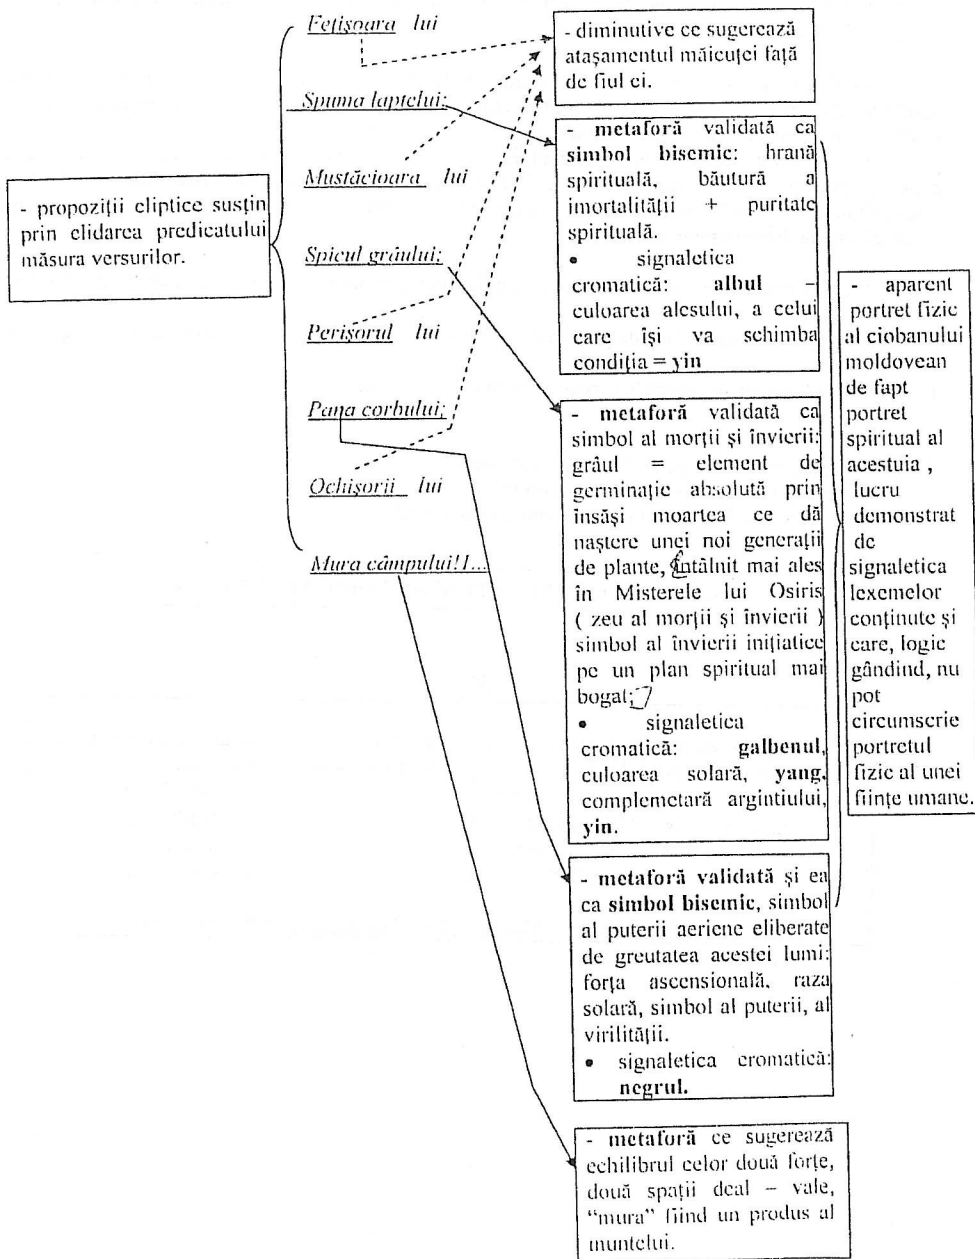 - propoziții eliptice susțin
prin elidarea predicatului
măsura versurilor.
Fețișoara lui
Spuma laptelui;
Mustăcioara lui
Spicul grâului;
Perișorul lui
Pana corbului;
Ochișorii lui
Mura câmpului!1...
- diminutive ce sugerează
atașamentul măicuței față
de fiul ei.
- metaforă validată ca
simbol bisemic: hrană
spirituală, băutură a
imortalității + puritate
spirituală.
• signaletica
cromatică: albul –
culoarea alesului, a celui
care își va schimba
condiția = yin
- metaforă validată ca
simbol al morții și învierii:
grâul = element de
germinație absolută prin
însăși moartea ce dă
naștere unei noi generații
de plante, întâlnit mai ales
în Misterele lui Osiris
( zeu al morții și învierii )
simbol al învierii inițiatice
pe un plan spiritual mai
bogat;
• signaletica
cromatică: galbenul,
culoarea solară, yang,
complemetară argintiului,
yin.
- metaforă validată și ea
ca simbol bisemic, simbol
al puterii aeriene eliberate
de greutatea acestei lumi:
forța ascensională, raza
solară, simbol al puterii, al
virilității.
• signaletica cromatică:
negrul.
- metaforă ce sugerează
echilibrul celor două forțe,
două spații deal – vale,
“mura” fiind un produs al
muntelui.
- aparent
portret fizic
al ciobanului
moldovean
de fapt
portret
spiritual al
acestuia ,
lucru
demonstrat
de
signaletica
lexemelor
conținute și
care, logic
gândind, nu
pot
circumscrie
portretul
fizic al unei
ființe umane.